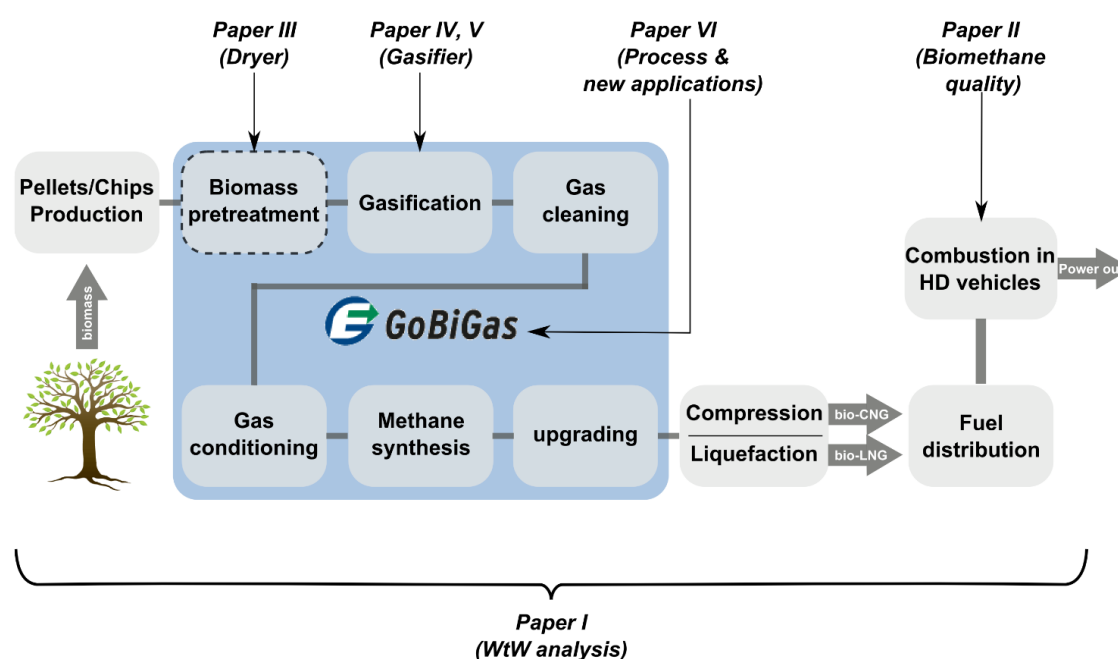 Paper III
(Dryer)
Paper IV, V
(Gasifier)
Paper VI
(Process &
new applications)
Paper II
(Biomethane
quality)
Pellets/Chips
Production
Biomass
pretreatment
Gasification
Gas
cleaning
Combustion in
HD vehicles
Power ou
biomass
GoBiGas
Gas
conditioning
Methane
synthesis
upgrading
Compression
Liquefaction
bio-CNG
bio-LNG
Fuel
distribution
Paper I
(WtW analysis)